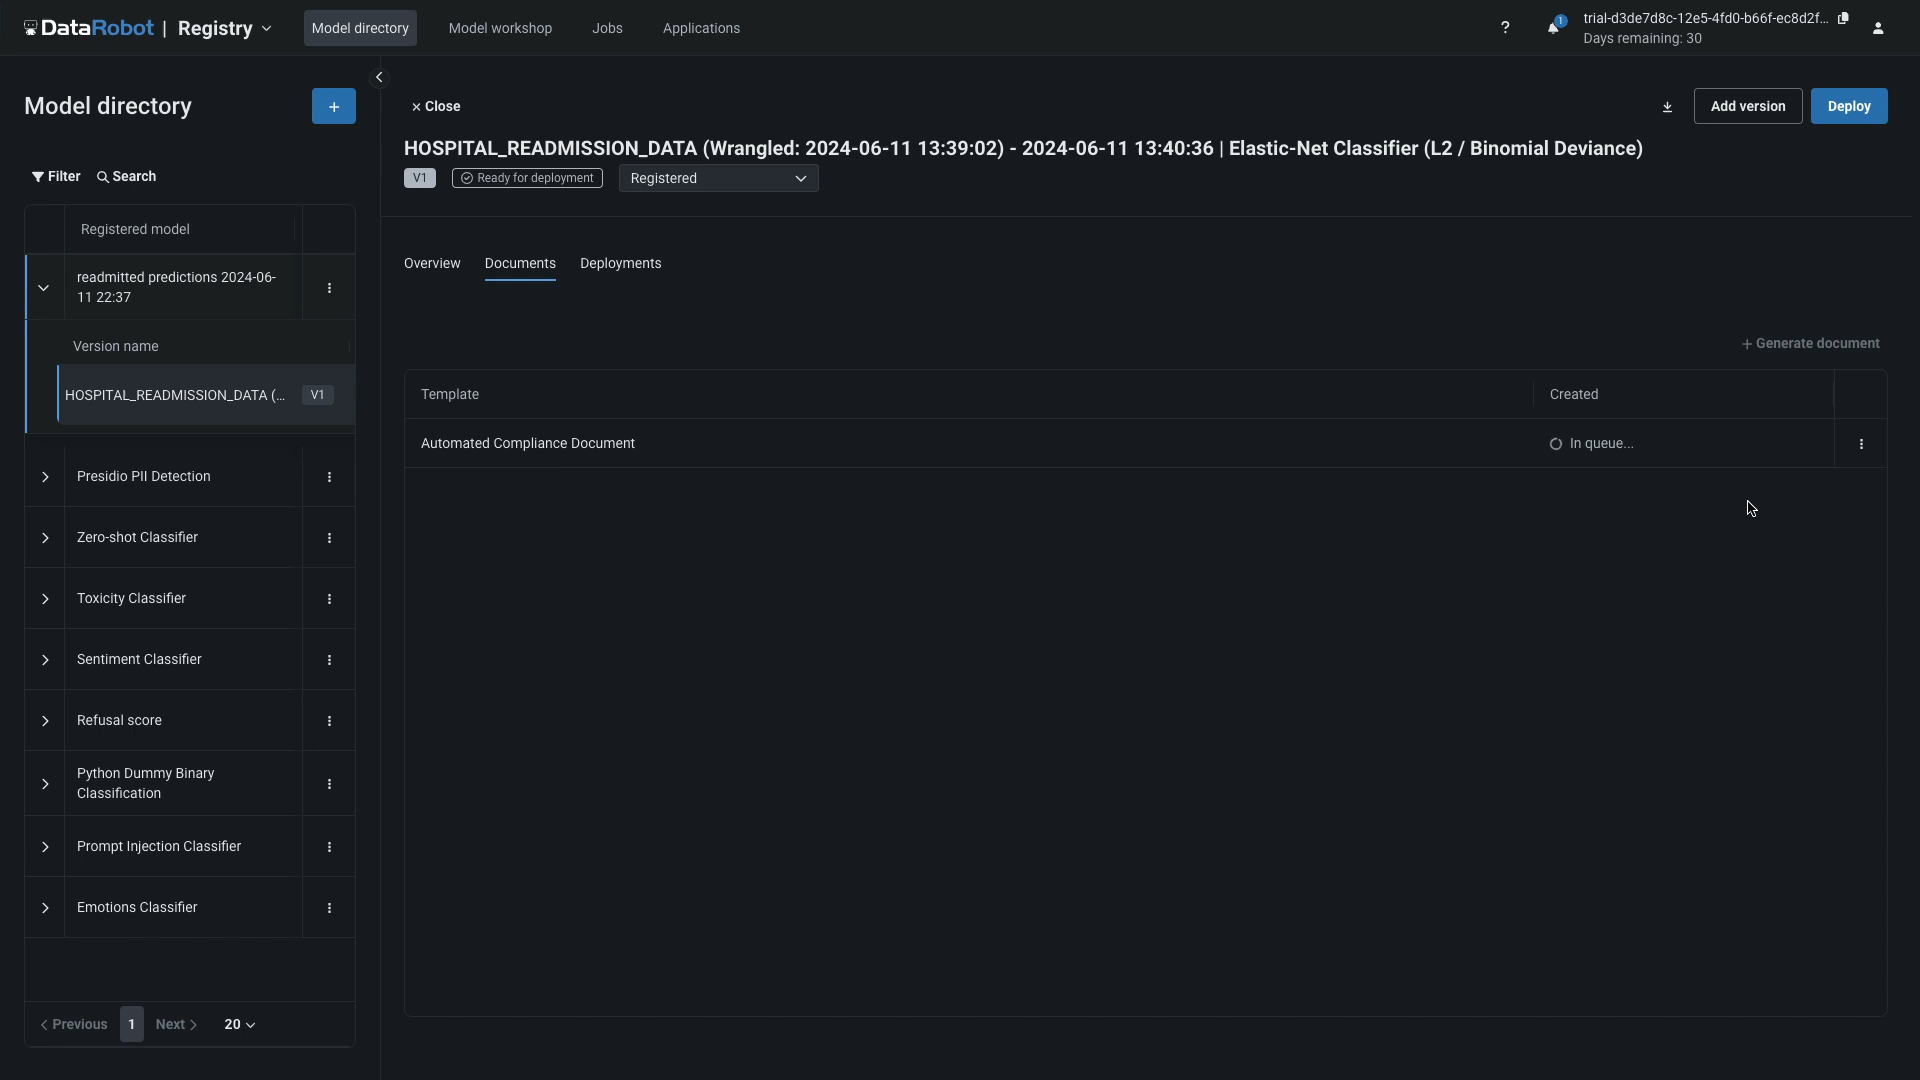 DataRobot | Registry
Model directory
Model workshop
Jobs
Applications
?
1
trial-d3de7d8c-12e5-4fd0-b66f-ec8d2f...
Days remaining: 30
Model directory
+
Filter
Search
Registered model
readmitted predictions 2024-06-
11 22:37
Version name
HOSPITAL_READMISSION_DATA (...
V1
Presidio PII Detection
Zero-shot Classifier
Toxicity Classifier
Sentiment Classifier
Refusal score
Python Dummy Binary
Classification
Prompt Injection Classifier
Emotions Classifier
Previous
1
Next
20
× Close
Add version
Deploy
HOSPITAL_READMISSION_DATA (Wrangled: 2024-06-11 13:39:02) - 2024-06-11 13:40:36 | Elastic-Net Classifier (L2 / Binomial Deviance)
V1
Ready for deployment
Registered
Overview
Documents
Deployments
+ Generate document
Template
Created
Automated Compliance Document
In queue...